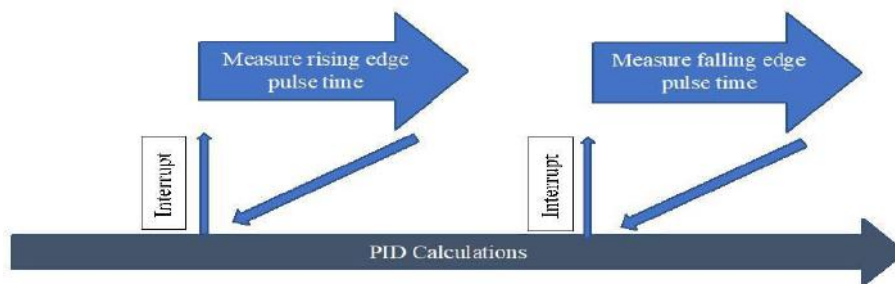 Measure rising edge
pulse time
Measure falling edge
pulse time
Interrupt
Interrupt
PID Calculations